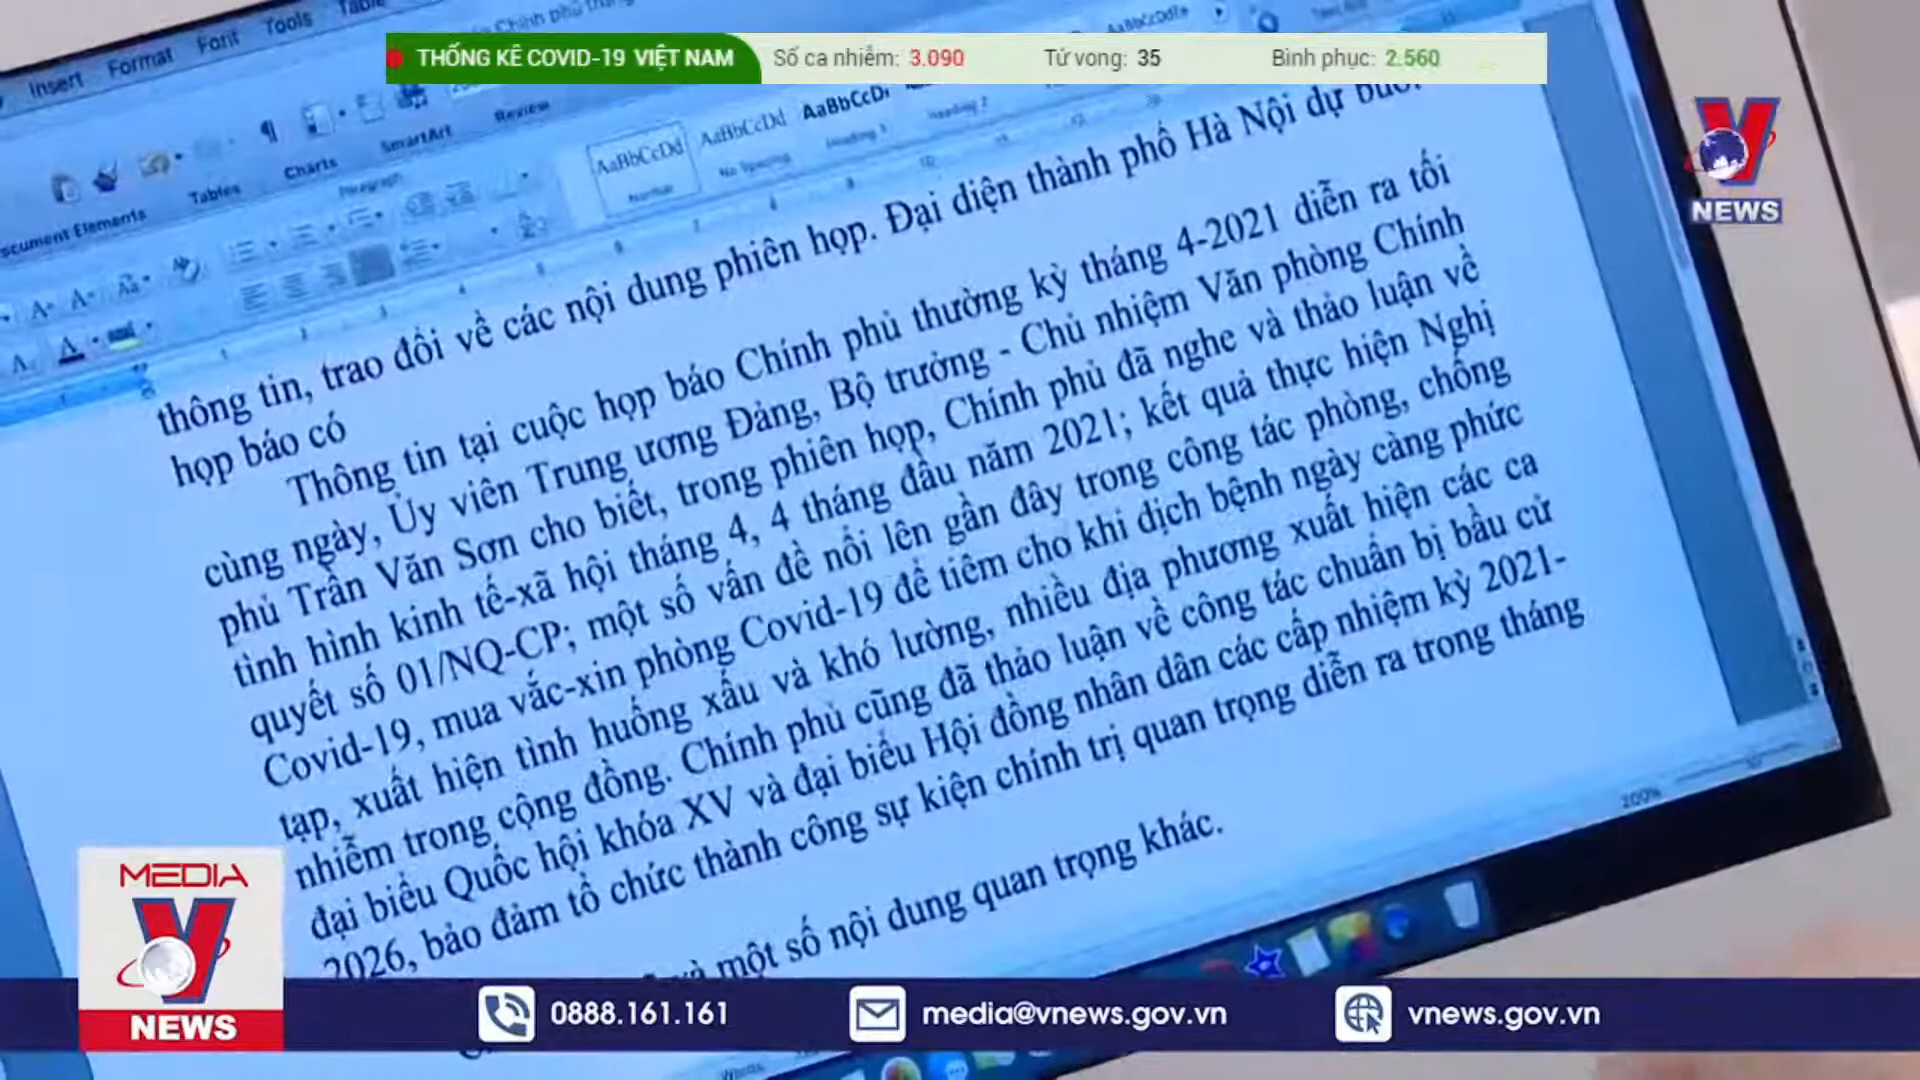 Insert Format Font Tools Table
THỐNG KÊ COVID-19 VIỆT NAM Số ca nhiễm: 3.090 Tử vong: 35 Bình phục: 2.560
Tables Charts SmartArt Review
Paragraph
AaBbCcDd AaBbCcDd AaBbCcDd
Normal No Spacing Heading 1 Heading 2
NEWS
thông tin, trao đổi về các nội dung phiên họp. Đại diện thành phố Hà Nội dự
họp báo có
Thông tin tại cuộc họp báo Chính phủ thường kỳ tháng 4-2021 diễn ra tối
cùng ngày, Ủy viên Trung ương Đảng, Bộ trưởng - Chủ nhiệm Văn phòng Chính
phủ Trần Văn Sơn cho biết, trong phiên họp, Chính phủ đã nghe và thảo luận về
tình hình kinh tế-xã hội tháng 4, 4 tháng đầu năm 2021; kết quả thực hiện Nghị
quyết số 01/NQ-CP; một số vấn đề nổi lên gần đây trong công tác phòng, chống
Covid-19, mua vắc-xin phòng Covid-19 để tiêm cho khi dịch bệnh ngày càng phức
tạp, xuất hiện tình huống xấu và khó lường, nhiều địa phương xuất hiện các ca
nhiễm trong cộng đồng. Chính phủ cũng đã thảo luận về công tác chuẩn bị bầu cử
đại biểu Quốc hội khóa XV và đại biểu Hội đồng nhân dân các cấp nhiệm kỳ 2021-
2026, bảo đảm tổ chức thành công sự kiện chính trị quan trọng diễn ra trong tháng
và một số nội dung quan trọng khác.
200%
MEDIA
NEWS
0888.161.161 media@vnews.gov.vn vnews.gov.vn